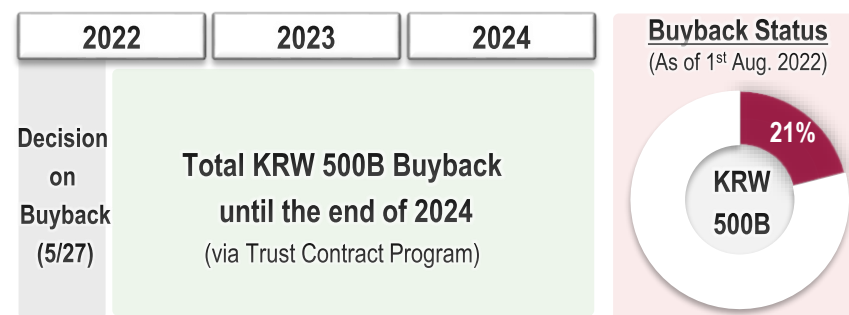 2022 2023 2024
Decision
on
Buyback
(5/27)
Total KRW 500B Buyback
until the end of 2024
(via Trust Contract Program)
Buyback Status
(As of 1st Aug. 2022)
21%
KRW
500B